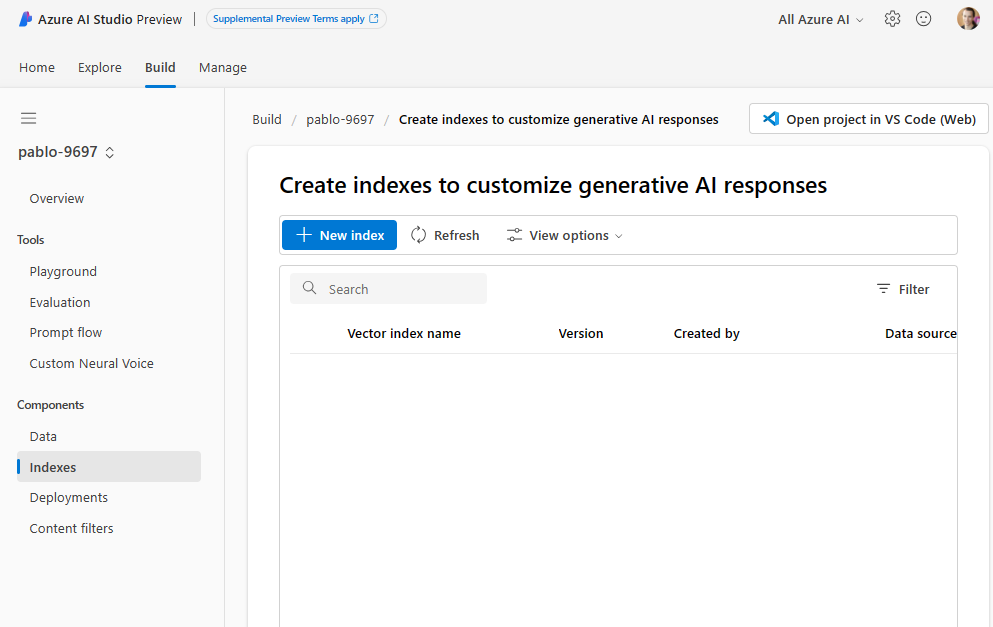 Azure AI Studio Preview | Supplemental Preview Terms apply All Azure AI
Home Explore Build Manage
Build / pablo-9697 / Create indexes to customize generative AI responses Open project in VS Code (Web)
pablo-9697
Overview
Tools
Playground
Evaluation
Prompt flow
Custom Neural Voice
Components
Data
Indexes
Deployments
Content filters
Create indexes to customize generative AI responses
New index Refresh View options
Search Filter
Vector index name Version Created by Data source